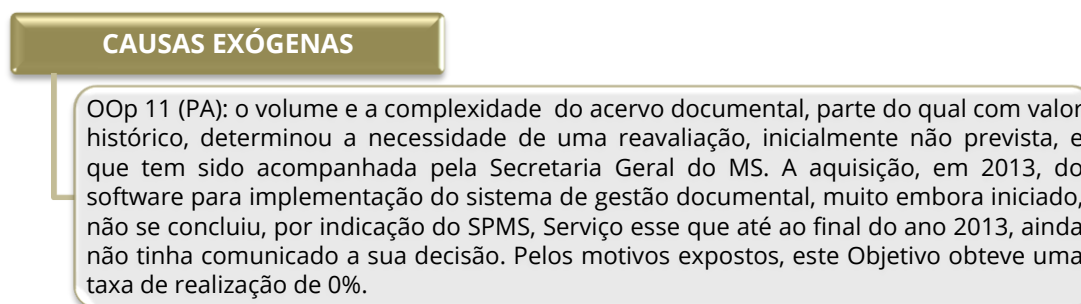 CAUSAS EXÓGENAS
OOp 11 (PA): o volume e a complexidade do acervo documental, parte do qual com valor
histórico, determinou a necessidade de uma reavaliação, inicialmente não prevista, e
que tem sido acompanhada pela Secretaria Geral do MS. A aquisição, em 2013, do
software para implementação do sistema de gestão documental, muito embora iniciado,
não se concluiu, por indicação do SPMS, Serviço esse que até ao final do ano 2013, ainda
não tinha comunicado a sua decisão. Pelos motivos expostos, este Objetivo obteve uma
taxa de realização de 0%.